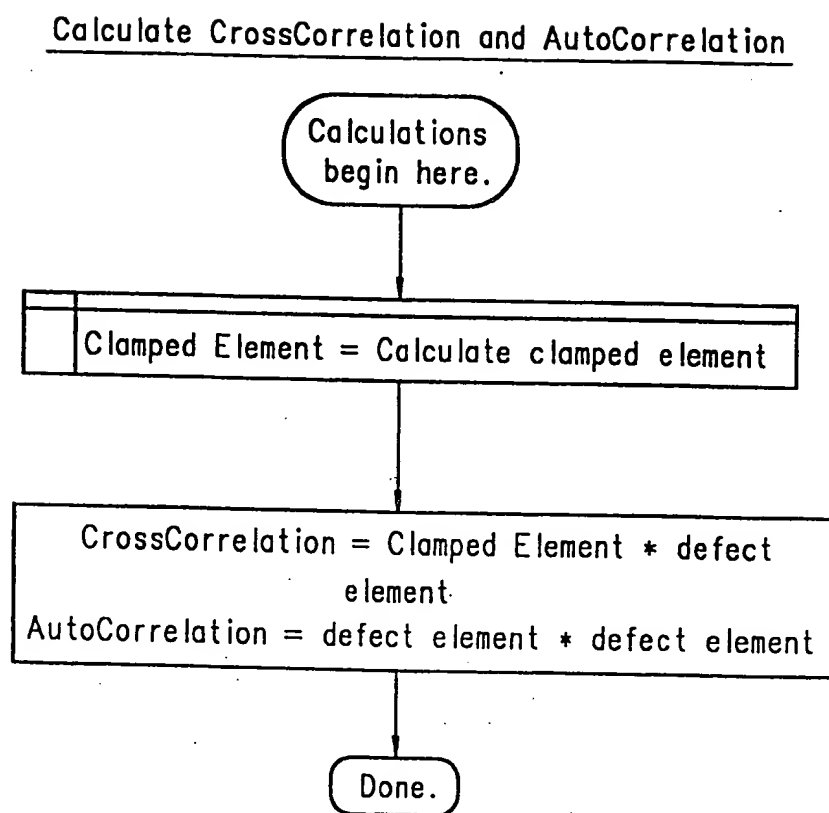 Calculate CrossCorrelation and AutoCorrelation
Calculations
begin here.
Clamped Element = Calculate clamped element
CrossCorrelation = Clamped Element * defect
element
AutoCorrelation = defect element * defect element
Done.